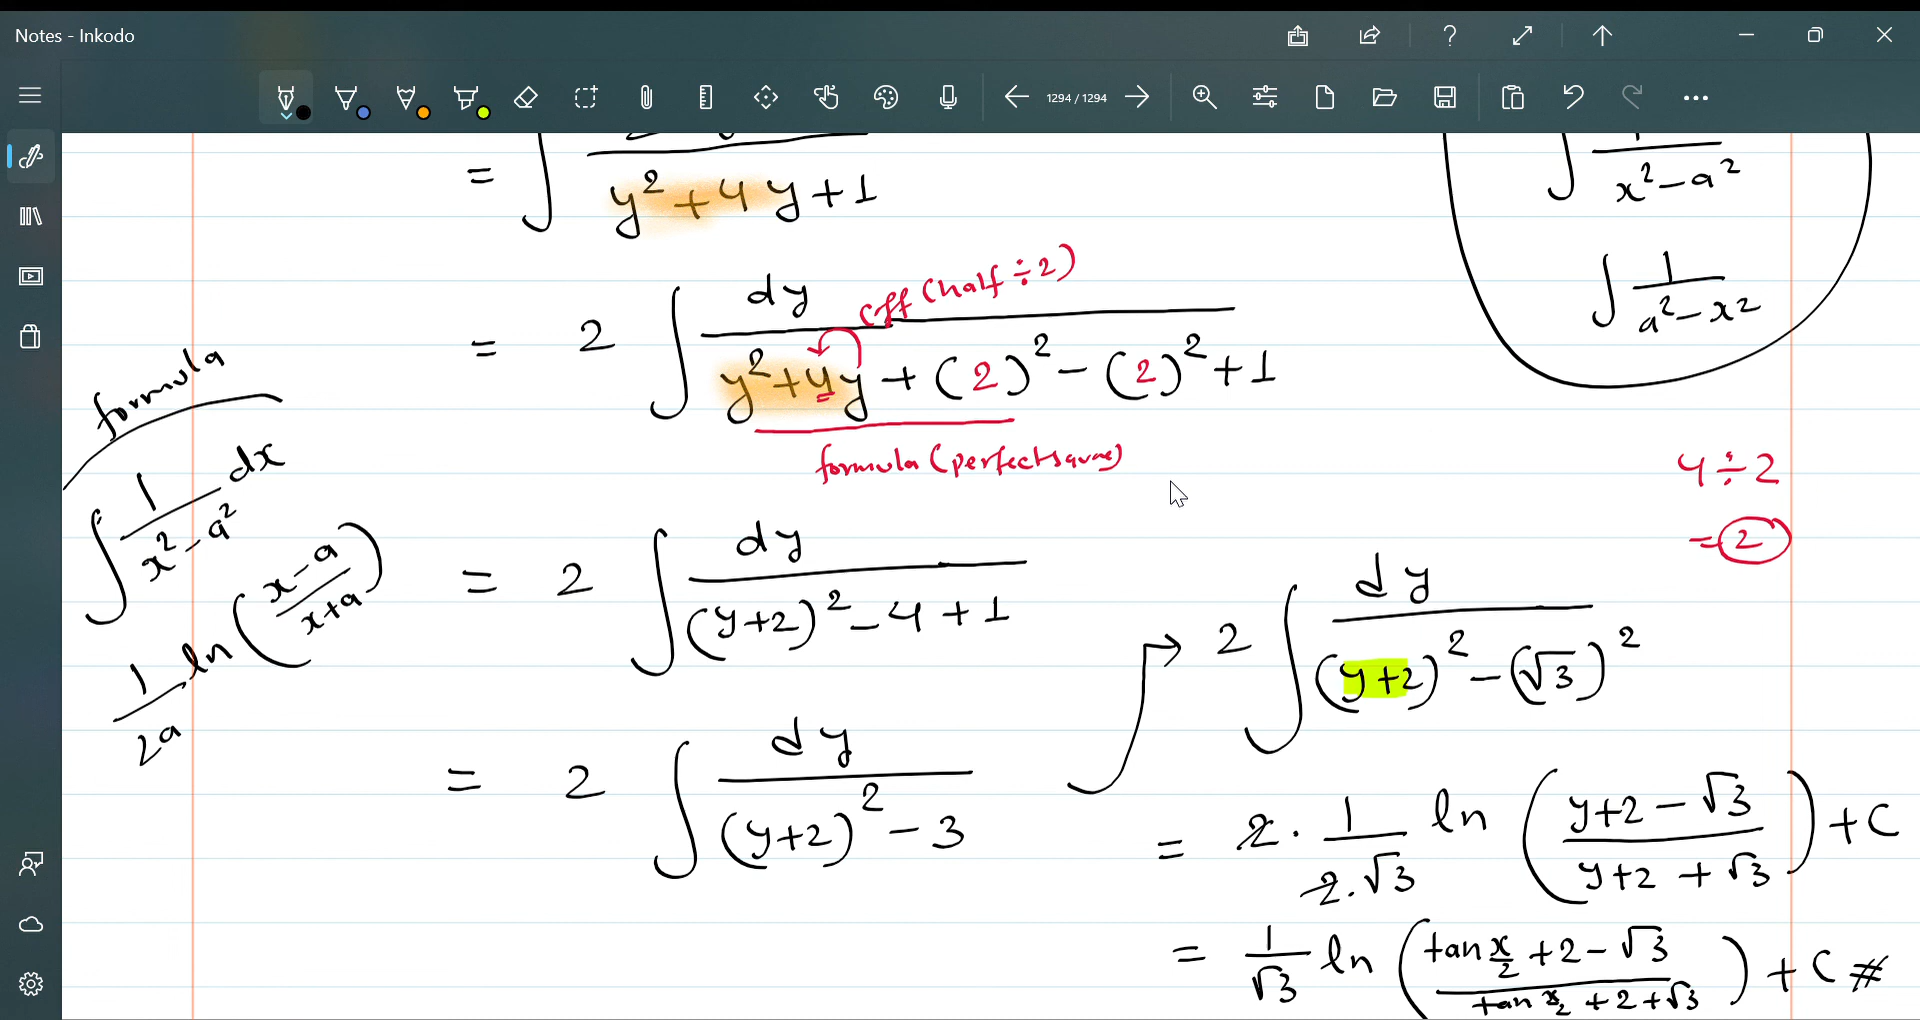 Notes - Inkodo
1294 / 1294
= ∫ / y² + 4y + 1
∫ 1 / x² - a²
∫ 1 / a² - x²
= 2 ∫ dy / y² + 4y + (2)² - (2)² + 1
Cff (half ÷ 2)
formula (perfect square)
4 ÷ 2
= 2
formula
∫ 1 / x² - a² dx
1 / 2a ln ( x - a / x + a )
= 2 ∫ dy / (y+2)² - 4 + 1
= 2 ∫ dy / (y+2)² - 3
2 ∫ dy / (y+2)² - (√3)²
= 2 · 1 / 2.√3 ln ( y+2 - √3 / y+2 + √3 ) + C
= 1 / √3 ln ( tan x/2 + 2 - √3 / tan x/2 + 2 + √3 ) + C #